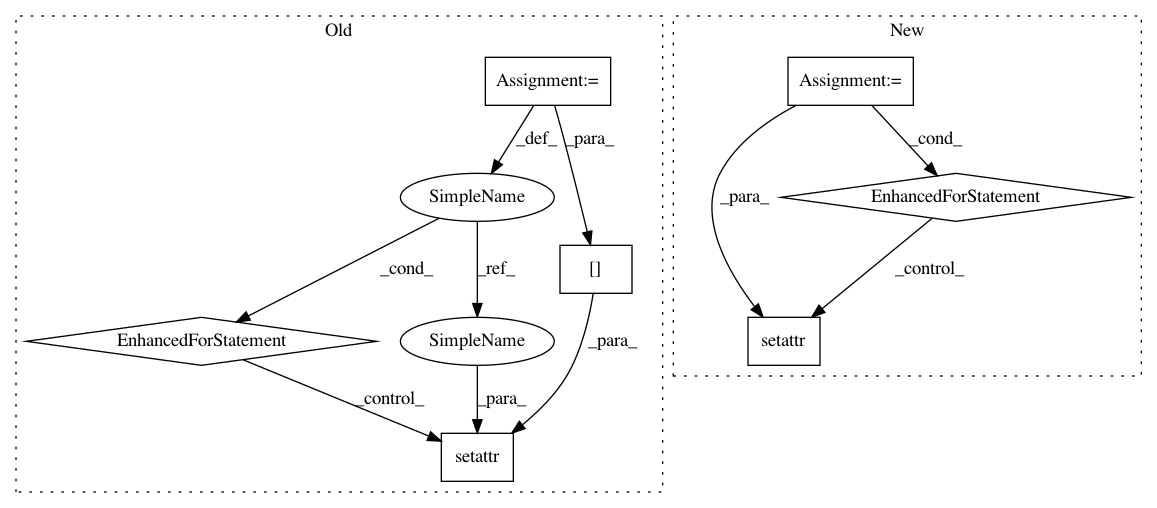 Old
New
Assignment:=
Assignment:=
_def_
_para_
_cond_
SimpleName
_para_
EnhancedForStatement
_cond_
_ref_
[]
_control_
EnhancedForStatement
SimpleName
setattr
_para_
_control_
_para_
setattr